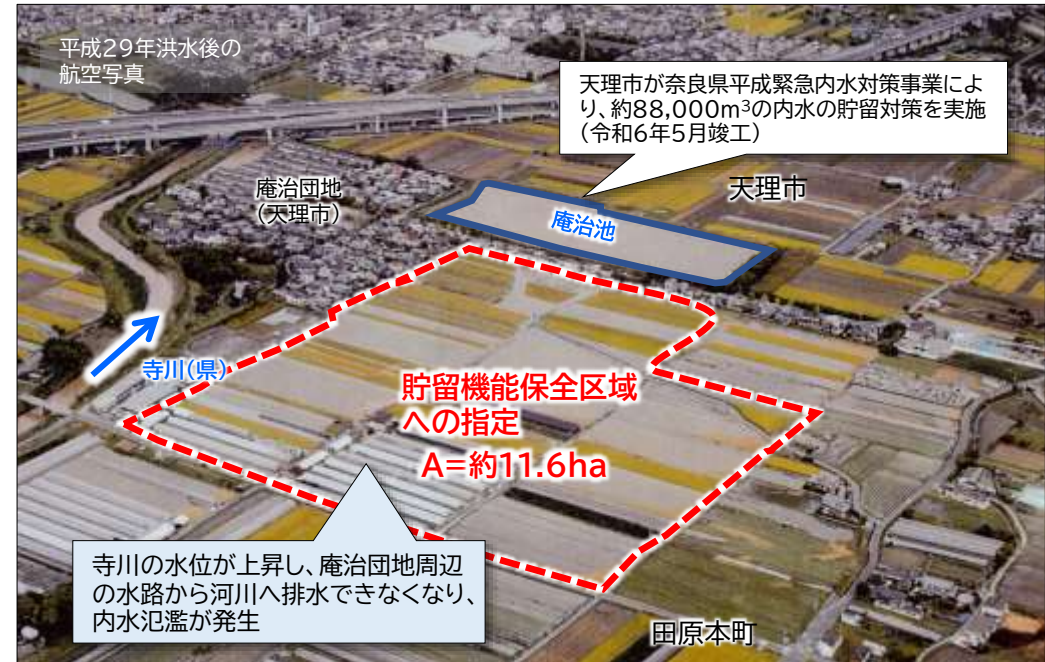 平成29年洪水後の
航空写真
天理市が奈良県平成緊急内水対策事業によ
り、約88,000m³の内水の貯留対策を実施
(令和6年5月竣工)
庵治団地
(天理市)
天理市
庵治池
寺川(県)
貯留機能保全区域
への指定
A=約11.6ha
寺川の水位が上昇し、庵治団地周辺
の水路から河川へ排水できなくなり、
内水氾濫が発生
田原本町